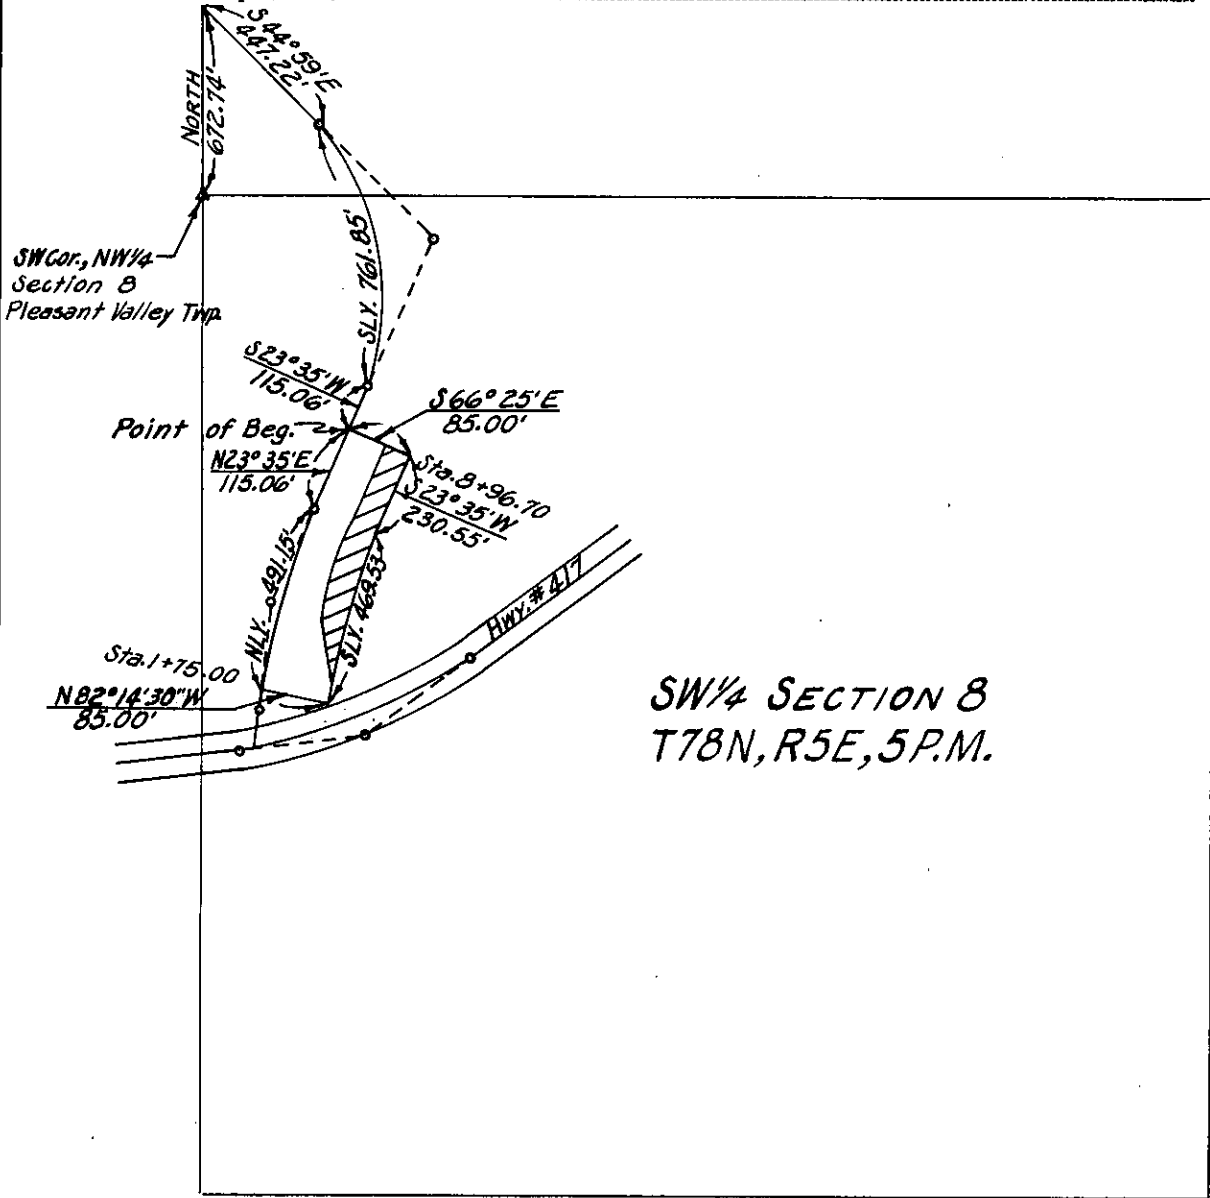 S44°59'E
447.22'
NORTH
672.74'
SW Cor., NW1/4
Section 8
Pleasant Valley Twp.
SLY. 761.85'
S23°35'W
115.06'
S66°25'E
85.00'
Point of Beg.
N23°35'E
115.06'
Sta.8+96.70
S23°35'W
230.55'
NLY. 491.15'
SLY. 469.53'
Hwy.#417
Sta.1+75.00
N82°14'30"W
85.00'
SW1/4 SECTION 8
T78N, R5E, 5P.M.